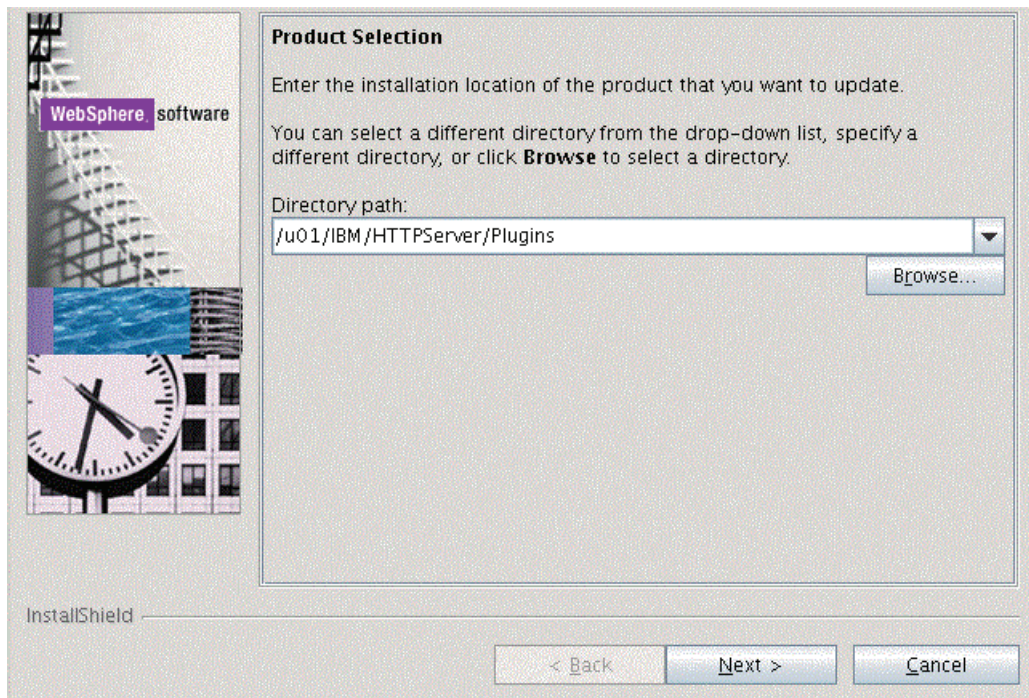 WebSphere. software
Product Selection
Enter the installation location of the product that you want to update.
You can select a different directory from the drop-down list, specify a
different directory, or click Browse to select a directory.
Directory path:
/u01/IBM/HTTPServer/Plugins
Browse...
InstallShield
< Back
Next >
Cancel